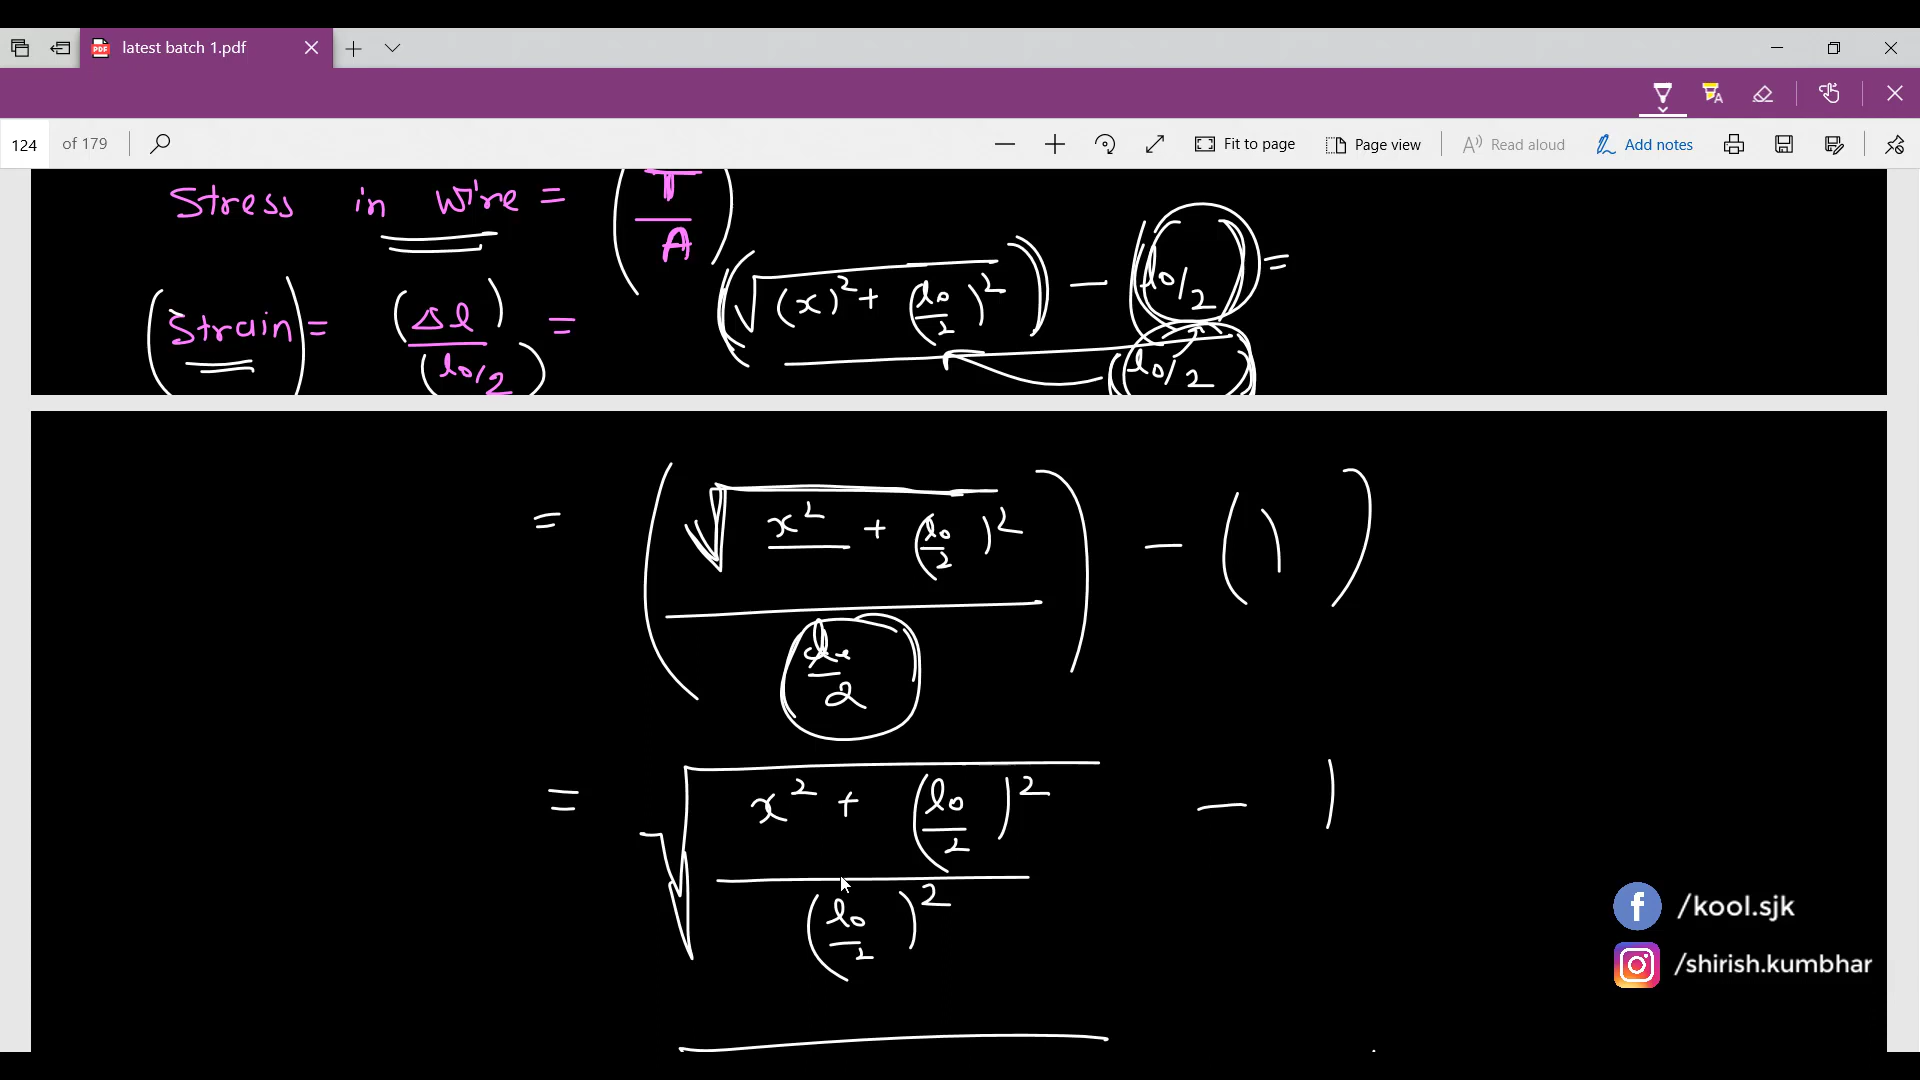 latest batch 1.pdf
124 of 179
Fit to page
Page view
Read aloud
Add notes
Stress in wire = (T/A)
(Strain) = (Δl)/(l₀/2) = ((√((x)² + (l₀/2)²)) - (l₀/2))/(l₀/2) =
= (√(x² + (l₀/2)²)/(l₀/2)) - (1)
= √((x² + (l₀/2)²)/(l₀/2)²) - 1
/kool.sjk
/shirish.kumbhar